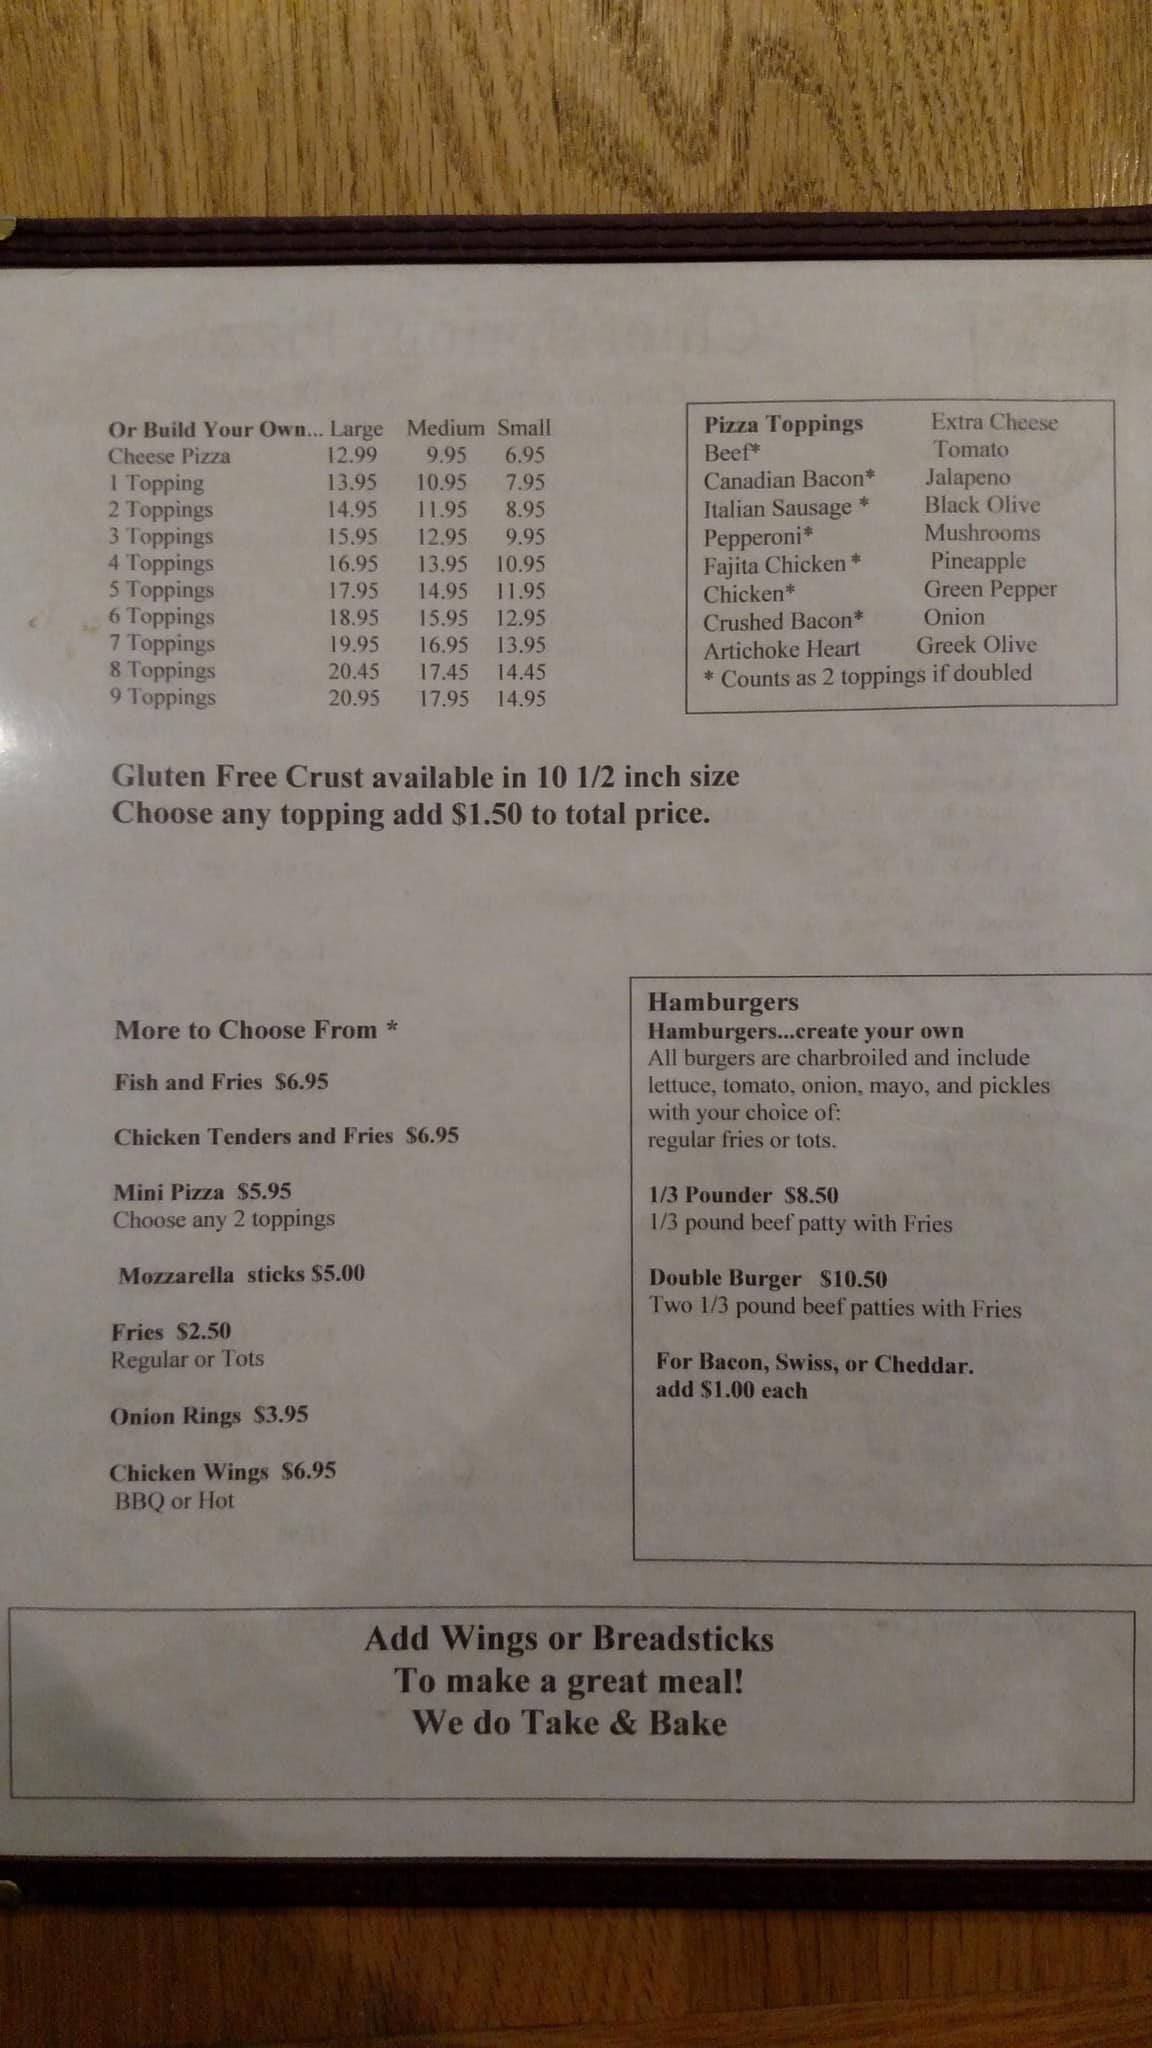 Or Build Your Own... Large Medium Small
Cheese Pizza 12.99 9.95 6.95
1 Topping 13.95 10.95 7.95
2 Toppings 14.95 11.95 8.95
3 Toppings 15.95 12.95 9.95
4 Toppings 16.95 13.95 10.95
5 Toppings 17.95 14.95 11.95
6 Toppings 18.95 15.95 12.95
7 Toppings 19.95 16.95 13.95
8 Toppings 20.45 17.45 14.45
9 Toppings 20.95 17.95 14.95
Pizza Toppings Extra Cheese
Beef* Tomato
Canadian Bacon* Jalapeno
Italian Sausage * Black Olive
Pepperoni* Mushrooms
Fajita Chicken * Pineapple
Chicken* Green Pepper
Crushed Bacon* Onion
Artichoke Heart Greek Olive
* Counts as 2 toppings if doubled
Gluten Free Crust available in 10 1/2 inch size
Choose any topping add $1.50 to total price.
More to Choose From *
Fish and Fries $6.95
Chicken Tenders and Fries $6.95
Mini Pizza $5.95
Choose any 2 toppings
Mozzarella sticks $5.00
Fries $2.50
Regular or Tots
Onion Rings $3.95
Chicken Wings $6.95
BBQ or Hot
Hamburgers
Hamburgers...create your own
All burgers are charbroiled and include
lettuce, tomato, onion, mayo, and pickles
with your choice of:
regular fries or tots.
1/3 Pounder $8.50
1/3 pound beef patty with Fries
Double Burger $10.50
Two 1/3 pound beef patties with Fries
For Bacon, Swiss, or Cheddar.
add $1.00 each
Add Wings or Breadsticks
To make a great meal!
We do Take & Bake